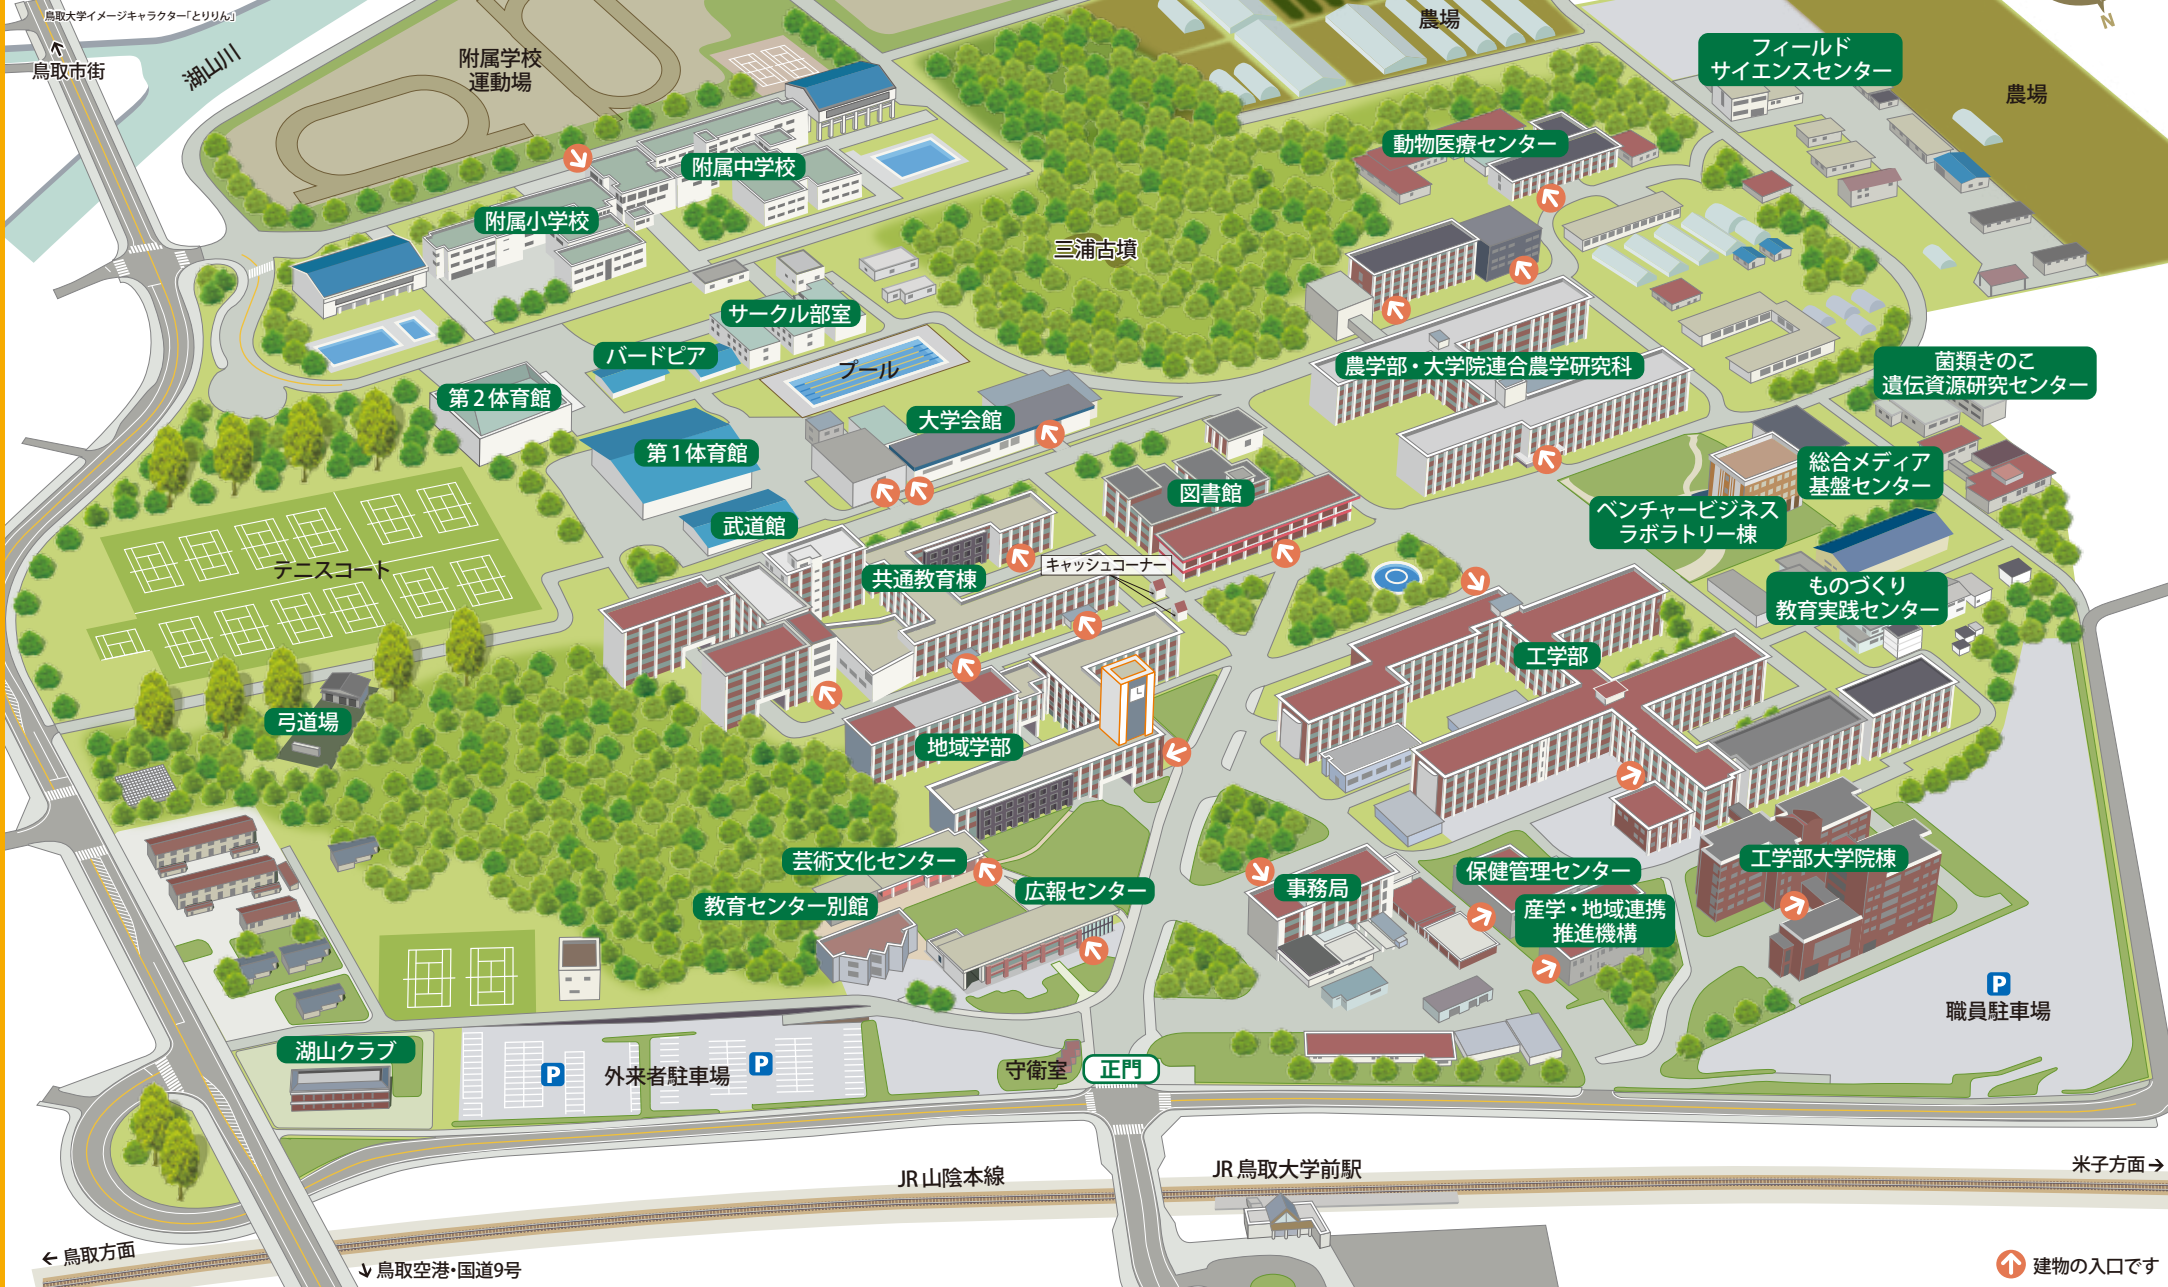 鳥取大学イメージキャラクター「とりりん」
農場
N
鳥取市街
湖山川
附属学校
運動場
フィールド
サイエンスセンター
農場
動物医療センター
附属中学校
附属小学校
三浦古墳
サークル部室
バードピア
プール
農学部・大学院連合農学研究科
菌類きのこ
遺伝資源研究センター
第2体育館
大学会館
第1体育館
図書館
総合メディア
基盤センター
ベンチャービジネス
ラボラトリー棟
武道館
テニスコート
共通教育棟
キャッシュコーナー
ものづくり
教育実践センター
工学部
弓道場
地域学部
芸術文化センター
広報センター
教育センター別館
事務局
保健管理センター
産学・地域連携
推進機構
工学部大学院棟
P
職員駐車場
湖山クラブ
P
外来者駐車場
P
守衛室
正門
JR 山陰本線
JR 鳥取大学前駅
米子方面→
←鳥取方面
鳥取空港・国道9号
建物の入口です